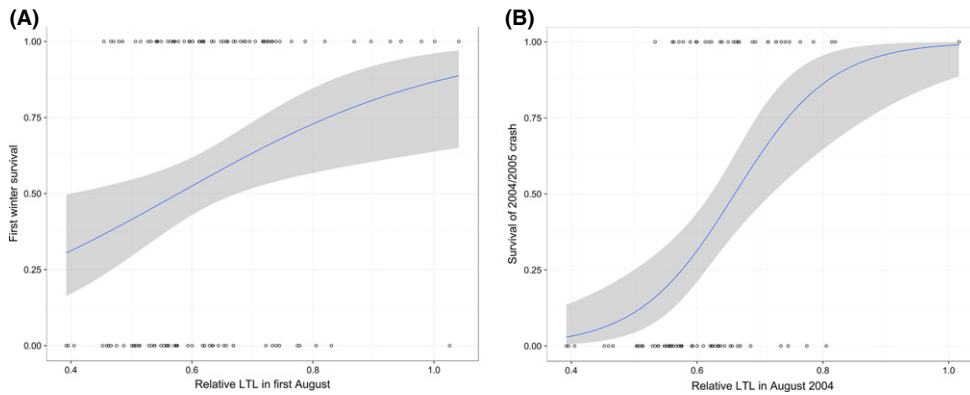 (A)
First winter survival
1.00
0.75
0.50
0.25
0.00
0.4 0.6 0.8 1.0
Relative LTL in first August
(B)
Survival of 2004/2005 crash
1.00
0.75
0.50
0.25
0.00
0.4 0.6 0.8 1.0
Relative LTL in August 2004